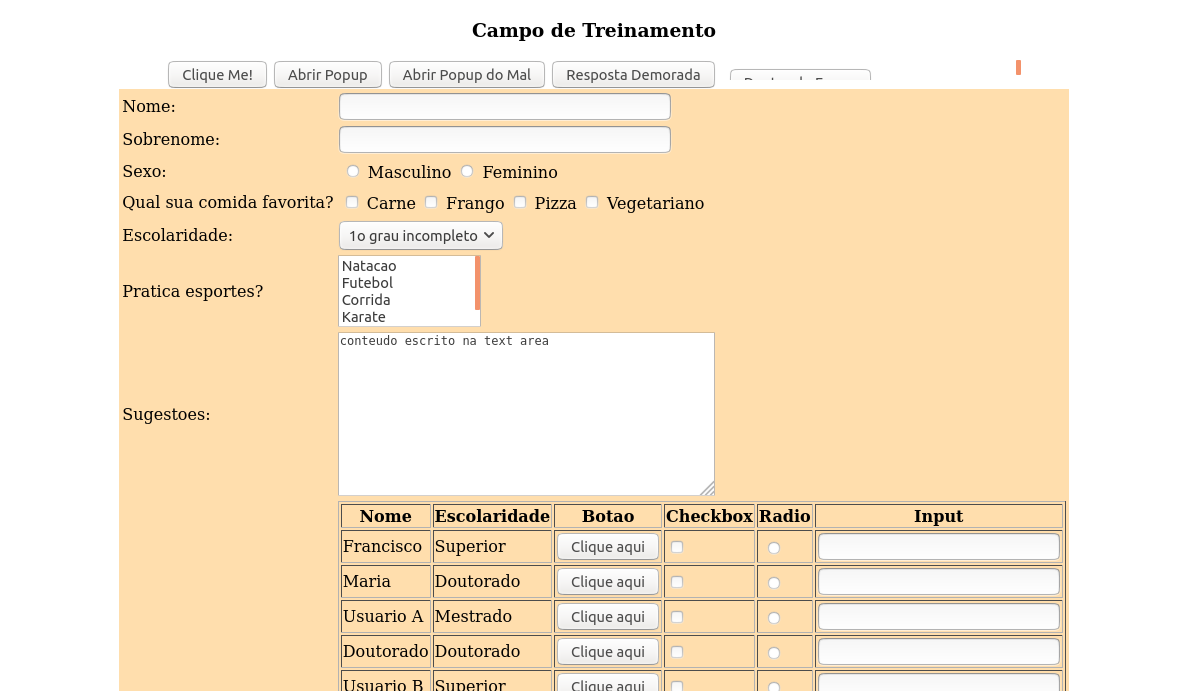 Campo de Treinamento
Clique Me! Abrir Popup Abrir Popup do Mal Resposta Demorada
Nome:
Sobrenome:
Sexo: Masculino Feminino
Qual sua comida favorita? Carne Frango Pizza Vegetariano
Escolaridade: 1o grau incompleto
Pratica esportes?
Natacao
Futebol
Corrida
Karate
Sugestoes:
conteudo escrito na text area
Nome Escolaridade Botao Checkbox Radio Input
Francisco Superior Clique aqui
Maria Doutorado Clique aqui
Usuario A Mestrado Clique aqui
Doutorado Doutorado Clique aqui
Usuario B Superior Clique aqui